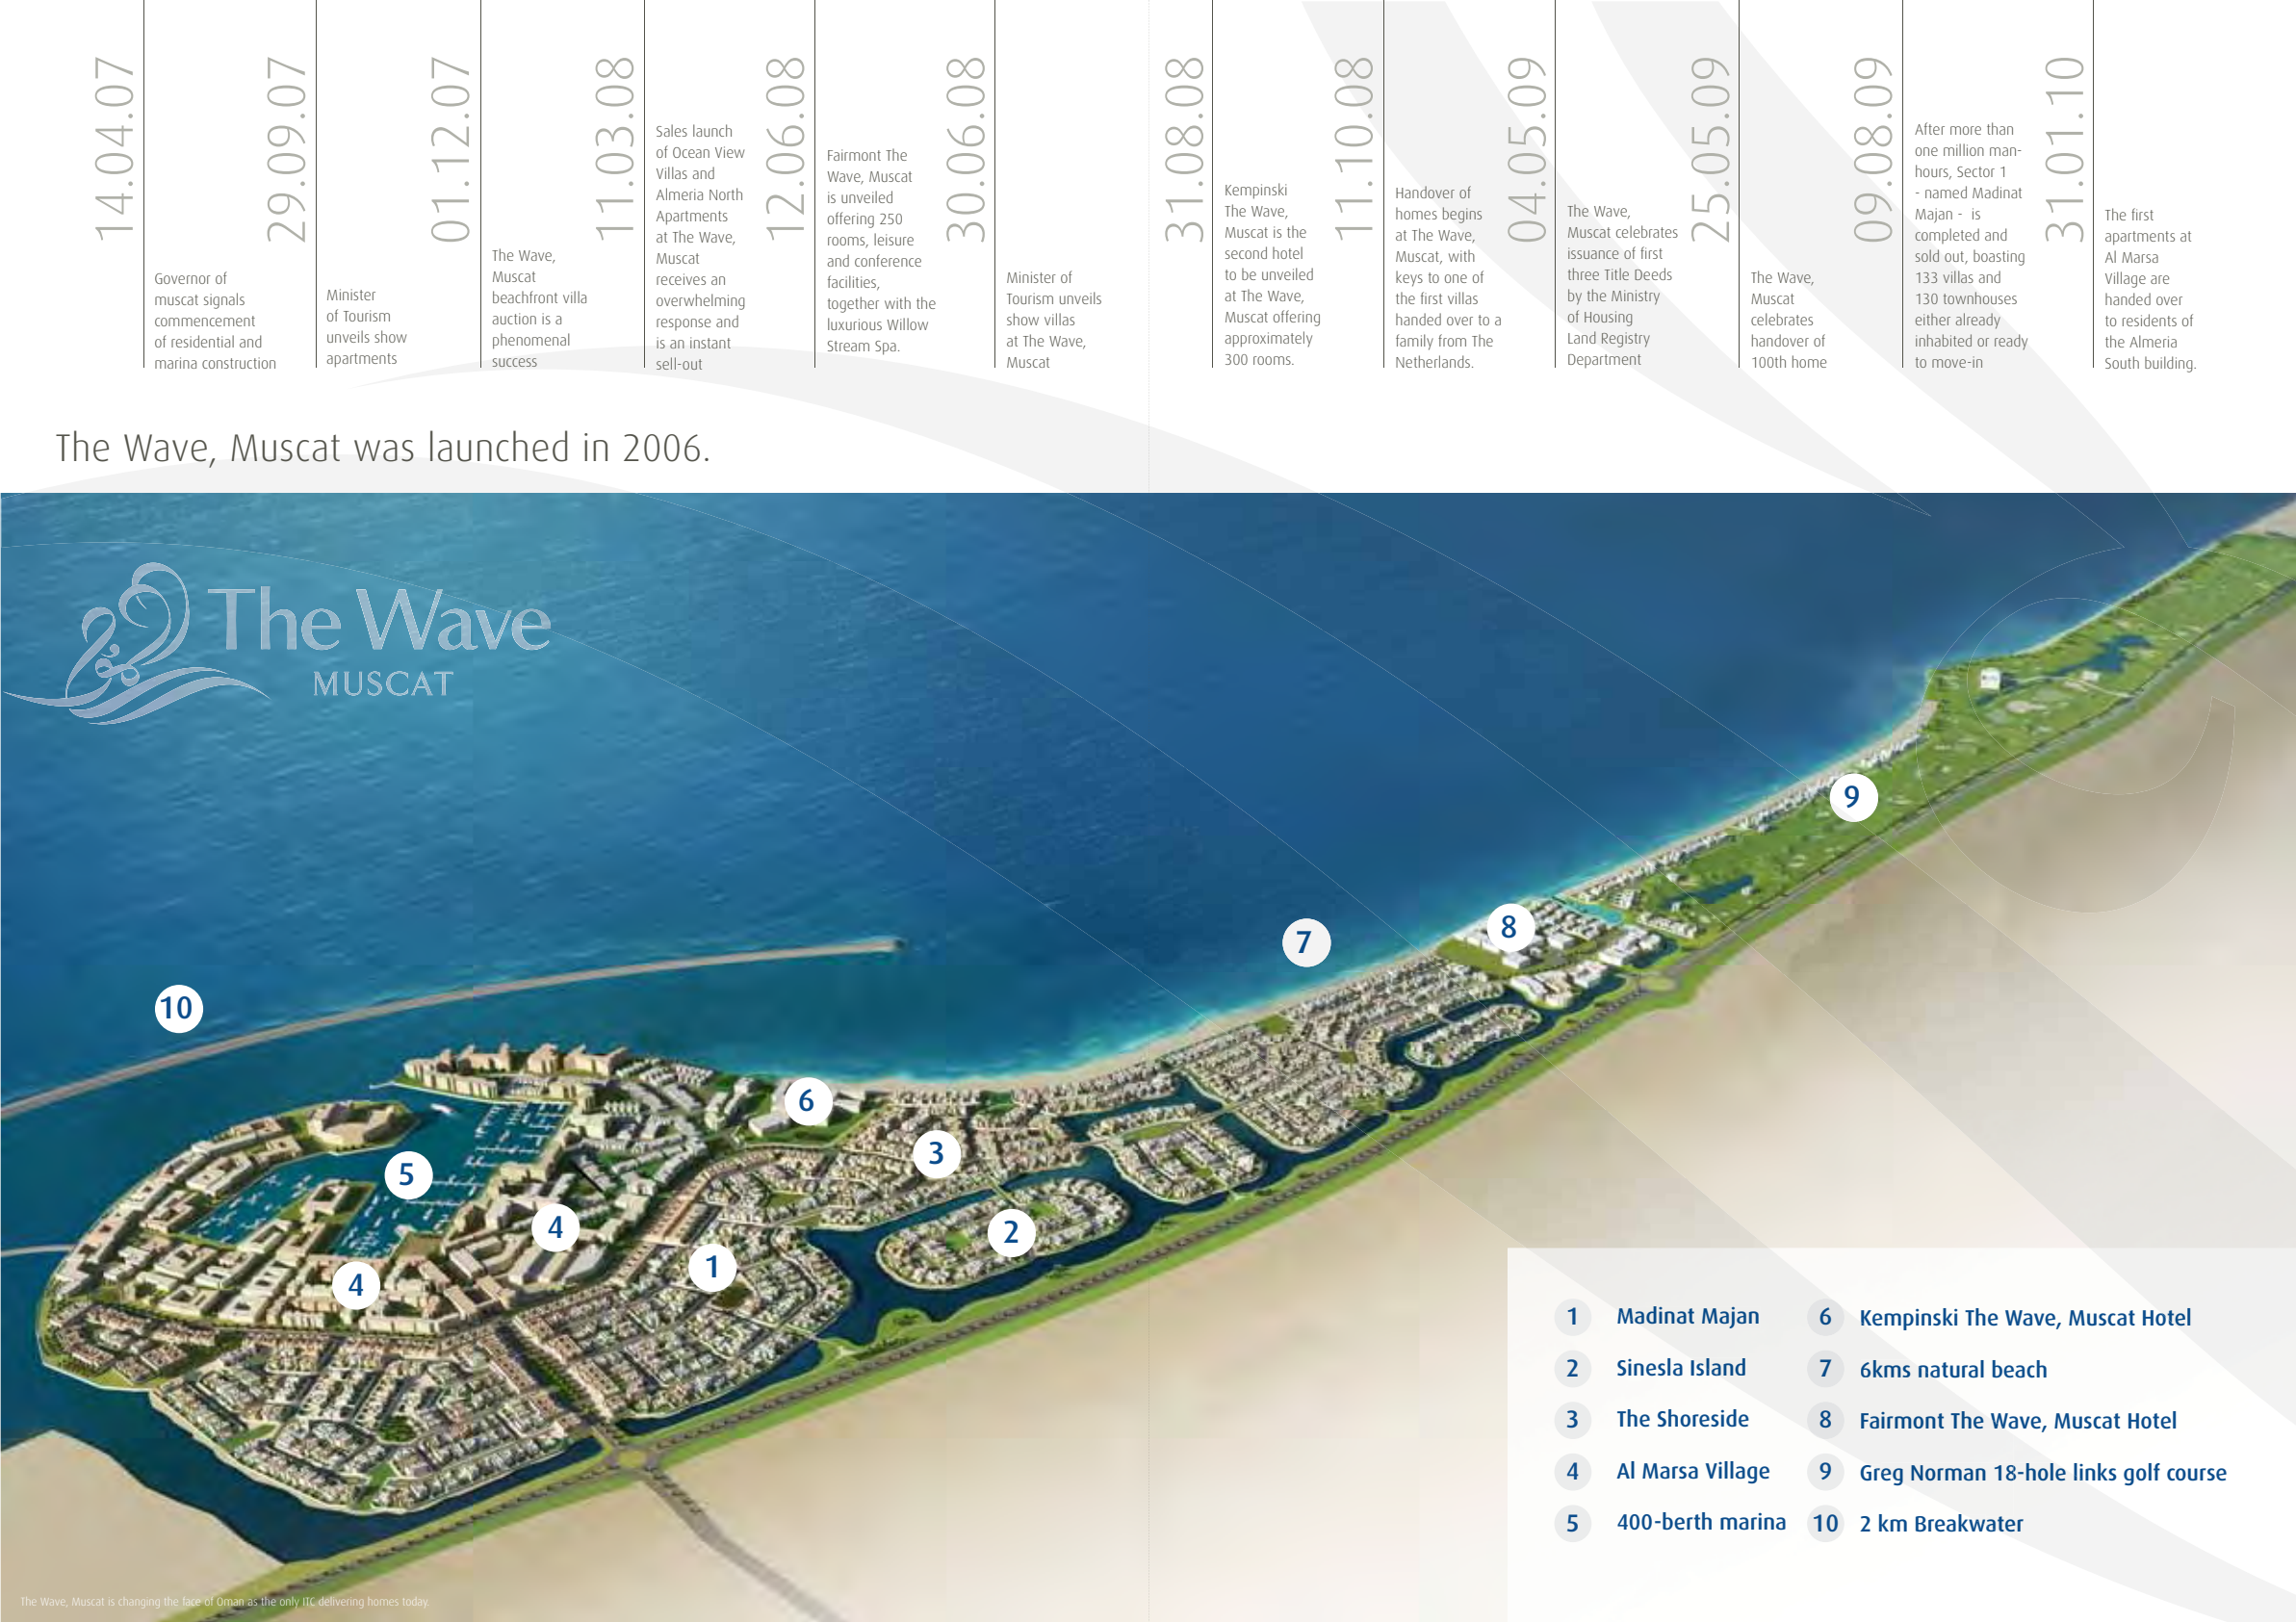 14.04.07
Governor of
muscat signals
commencement
of residential and
marina construction
29.09.07
Minister
of Tourism
unveils show
apartments
01.12.07
The Wave,
Muscat
beachfront villa
auction is a
phenomenal
success
11.03.08
Sales launch
of Ocean View
Villas and
Almeria North
Apartments
at The Wave,
Muscat
receives an
overwhelming
response and
is an instant
sell-out
12.06.08
Fairmont The
Wave, Muscat
is unveiled
offering 250
rooms, leisure
and conference
facilities,
together with the
luxurious Willow
Stream Spa.
30.06.08
Minister of
Tourism unveils
show villas
at The Wave,
Muscat
31.08.08
Kempinski
The Wave,
Muscat is the
second hotel
to be unveiled
at The Wave,
Muscat offering
approximately
300 rooms.
11.10.08
Handover of
homes begins
at The Wave,
Muscat, with
keys to one of
the first villas
handed over to a
family from The
Netherlands.
04.05.09
The Wave,
Muscat celebrates
issuance of first
three Title Deeds
by the Ministry
of Housing
Land Registry
Department
25.05.09
The Wave,
Muscat
celebrates
handover of
100th home
09.08.09
After more than
one million man-
hours, Sector 1
- named Madinat
Majan - is
completed and
sold out, boasting
133 villas and
130 townhouses
either already
inhabited or ready
to move-in
31.01.10
The first
apartments at
Al Marsa
Village are
handed over
to residents of
the Almeria
South building.
The Wave, Muscat was launched in 2006.
The Wave
MUSCAT
9
8
7
10
6
3
5
4
2
1
4
1 Madinat Majan
2 Sinesla Island
3 The Shoreside
4 Al Marsa Village
5 400-berth marina
6 Kempinski The Wave, Muscat Hotel
7 6kms natural beach
8 Fairmont The Wave, Muscat Hotel
9 Greg Norman 18-hole links golf course
10 2 km Breakwater
The Wave, Muscat is changing the face of Oman as the only ITC delivering homes today.